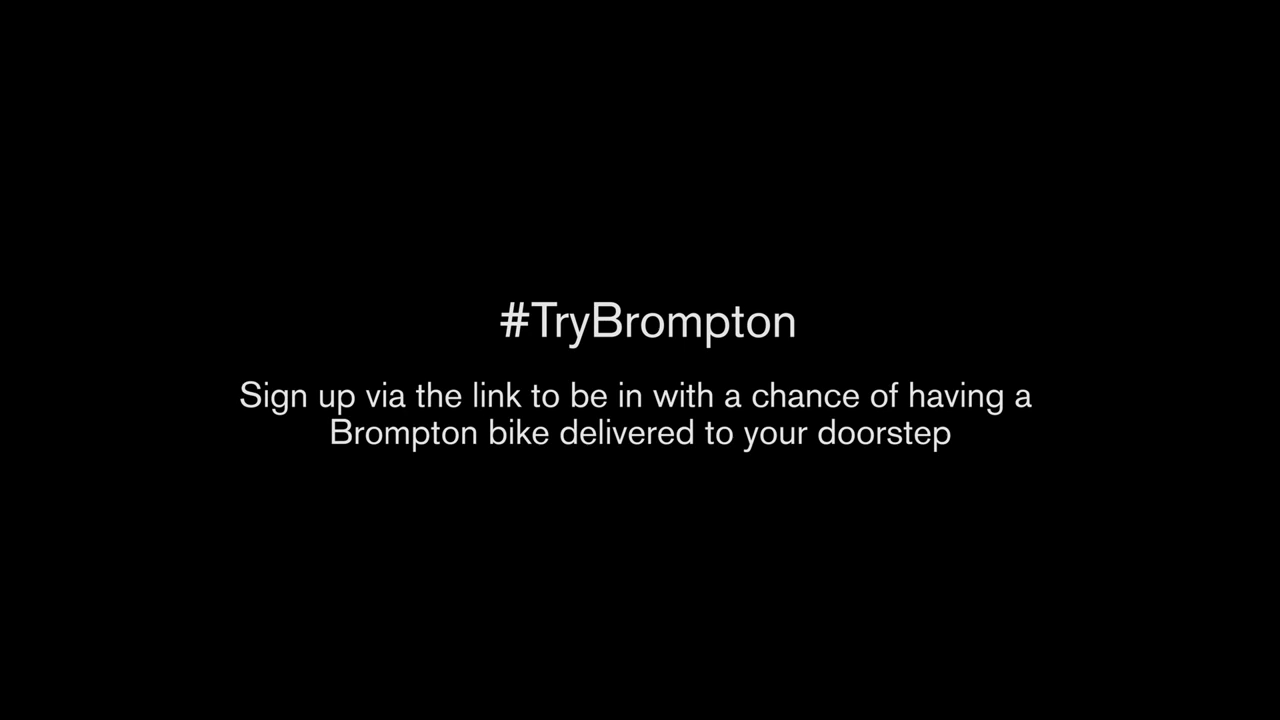 #TryBrompton
Sign up via the link to be in with a chance of having a
Brompton bike delivered to your doorstep